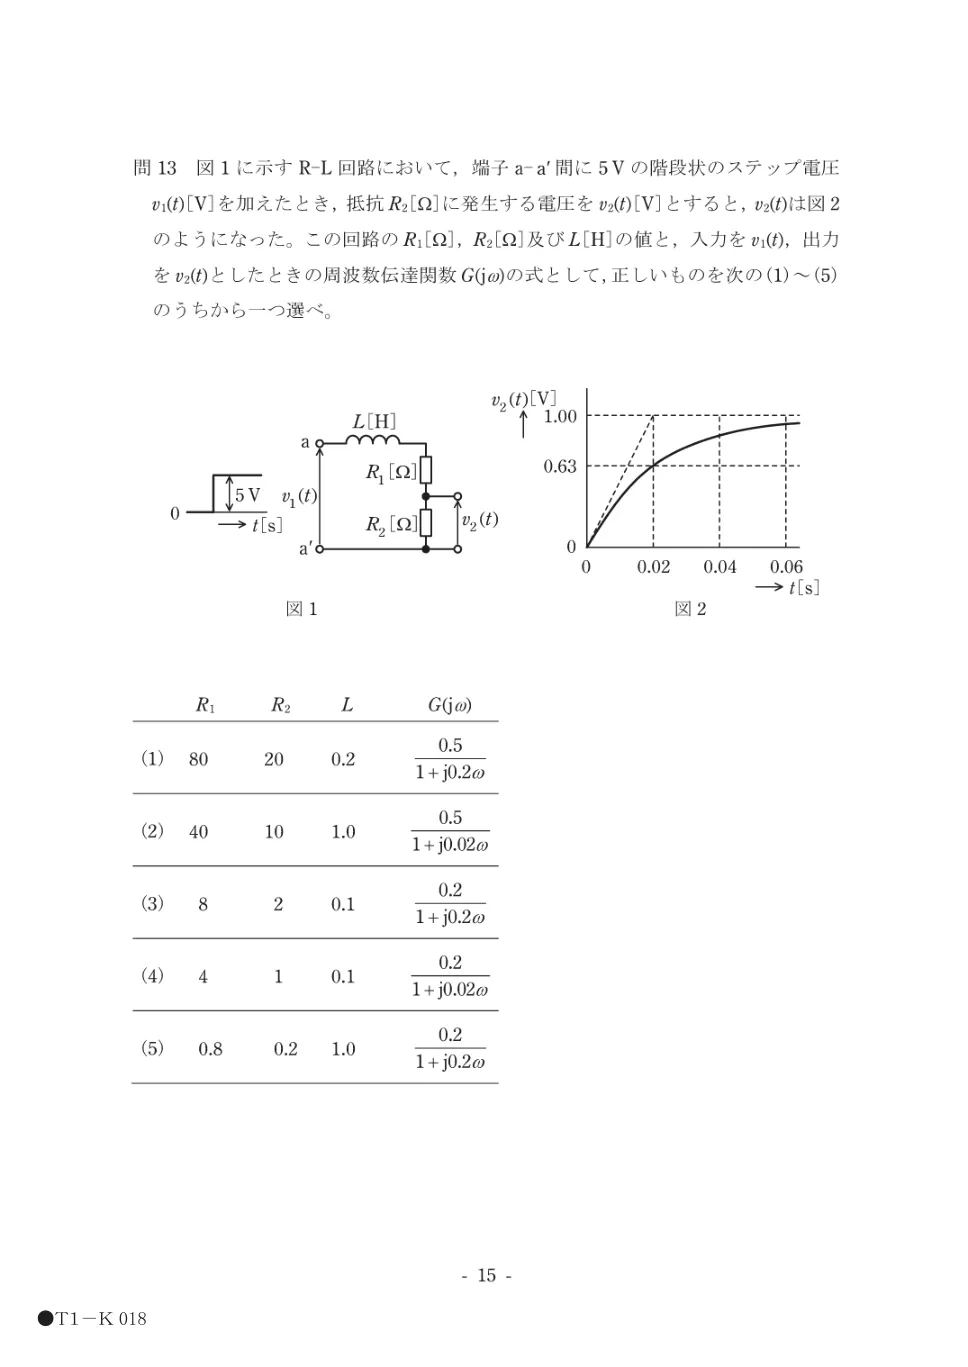 問 13　図 1 に示す R-L 回路において，端子 a- a′ 間に 5 V の階段状のステップ電圧
v1(t)[V]を加えたとき，抵抗 R2[Ω]に発生する電圧を v2(t)[V]とすると，v2(t)は図 2
のようになった。この回路の R1[Ω]，R2[Ω]及び L[H]の値と，入力を v1(t)，出力
を v2(t)としたときの周波数伝達関数 G(jω)の式として，正しいものを次の(1)～(5)
のうちから一つ選べ。
L[H]
a
R1[Ω]
5 V
v1(t)
0
t[s]
R2[Ω]
v2(t)
a′
図 1
v2(t)[V]
1.00
0.63
0
0 0.02 0.04 0.06
t[s]
図 2
R1 R2 L G(jω)
(1) 80 20 0.2 0.5
1 + j0.2ω
(2) 40 10 1.0 0.5
1 + j0.02ω
(3) 8 2 0.1 0.2
1 + j0.2ω
(4) 4 1 0.1 0.2
1 + j0.02ω
(5) 0.8 0.2 1.0 0.2
1 + j0.2ω
- 15 -
●T1－K 018